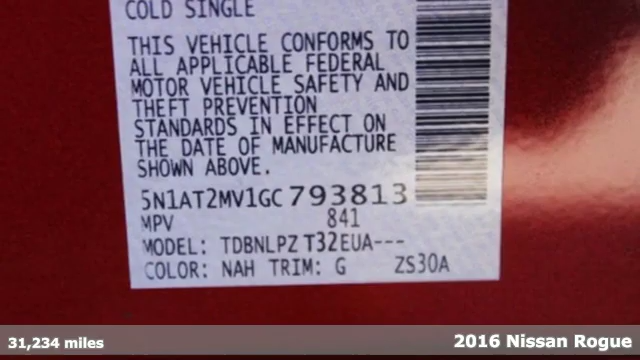 COLD SINGLE
THIS VEHICLE CONFORMS TO
ALL APPLICABLE FEDERAL
MOTOR VEHICLE SAFETY AND
THEFT PREVENTION
STANDARDS IN EFFECT ON
THE DATE OF MANUFACTURE
SHOWN ABOVE.
5N1AT2MV1GC793813
MPV 841
MODEL: TDBNLPZ T32EUA---
COLOR: NAH TRIM: G ZS30A
31,234 miles
2016 Nissan Rogue